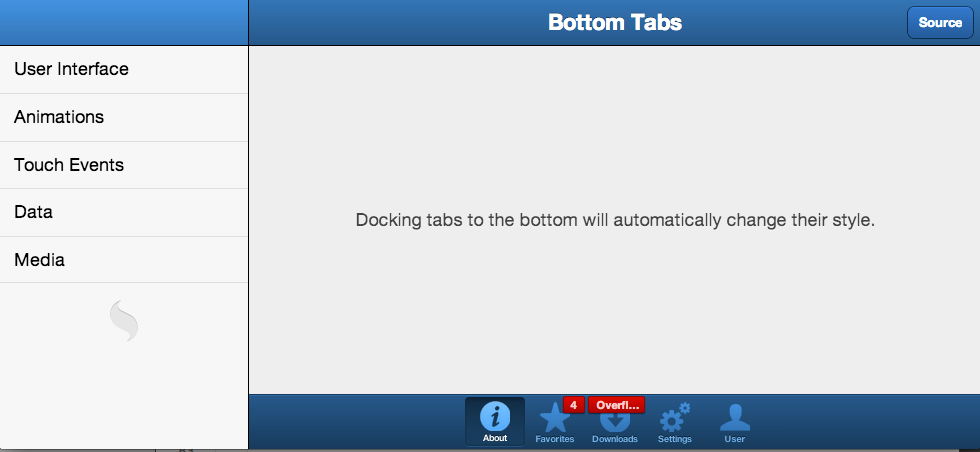 Bottom Tabs
Source
User Interface
Animations
Touch Events
Data
Media
Docking tabs to the bottom will automatically change their style.
4
Overfl...
About
Favorites
Downloads
Settings
User